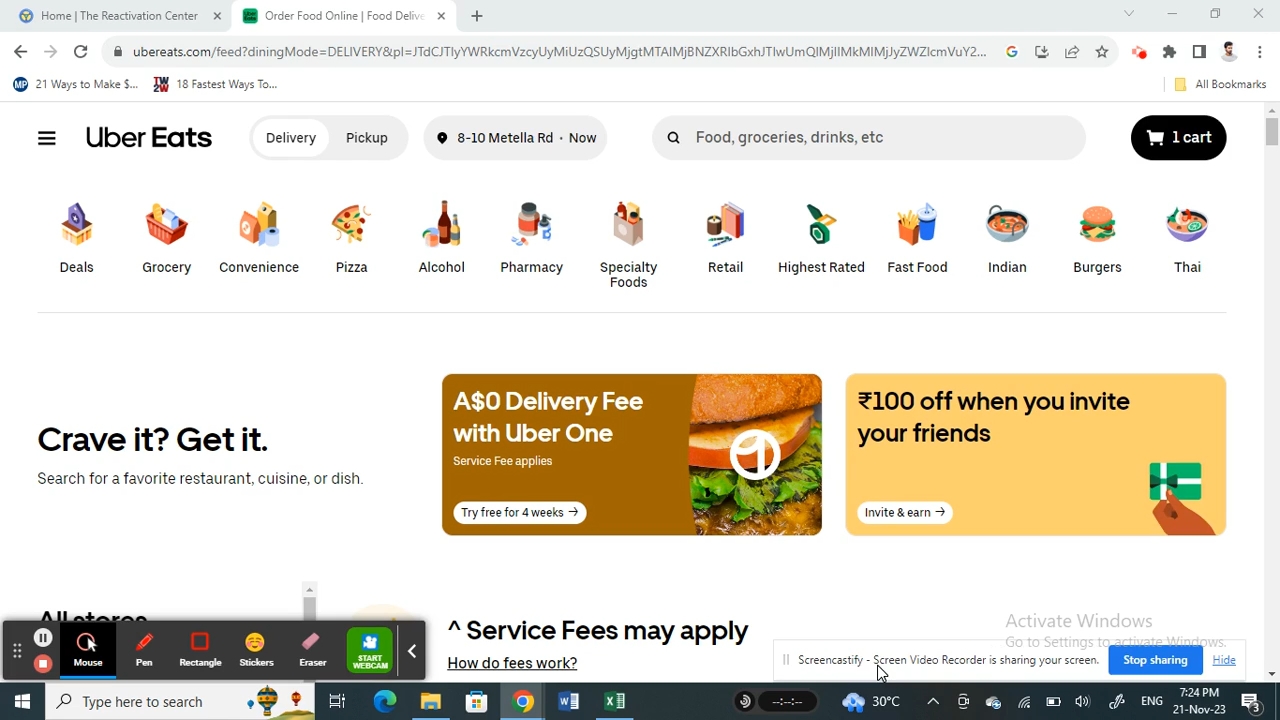 Home | The Reactivation Center
Order Food Online | Food Delive
ubereats.com/feed?diningMode=DELIVERY&pl=
21 Ways to Make $...
18 Fastest Ways To...
All Bookmarks
Uber Eats
Delivery
Pickup
8-10 Metella Rd • Now
Food, groceries, drinks, etc
1 cart
Deals
Grocery
Convenience
Pizza
Alcohol
Pharmacy
Specialty
Foods
Retail
Highest Rated
Fast Food
Indian
Burgers
Thai
Crave it? Get it.
Search for a favorite restaurant, cuisine, or dish.
A$0 Delivery Fee
with Uber One
Service Fee applies
Try free for 4 weeks →
₹100 off when you invite
your friends
Invite & earn →
All stores
^ Service Fees may apply
How do fees work?
Mouse
Pen
Rectangle
Stickers
Eraser
START
WEBCAM
Activate Windows
Go to Settings to activate Windows.
Screencastify - Screen Video Recorder is sharing your screen.
Stop sharing
Hide
Type here to search
--:--:--
30°C
ENG
7:24 PM
21-Nov-23
3